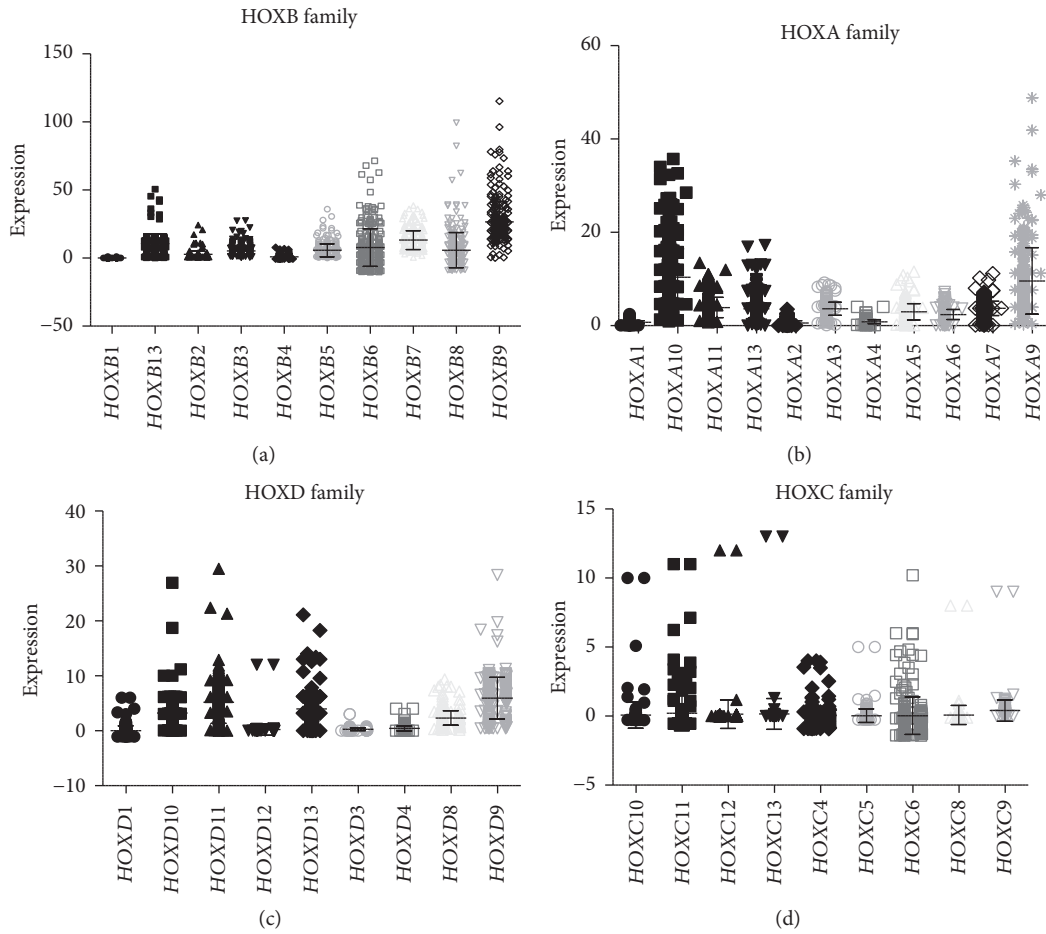 HOXB family
150
100
50
0
−50
Expression
HOXB1
HOXB13
HOXB2
HOXB3
HOXB4
HOXB5
HOXB6
HOXB7
HOXB8
HOXB9
(a)
HOXA family
60
40
20
0
Expression
HOXA1
HOXA10
HOXA11
HOXA13
HOXA2
HOXA3
HOXA4
HOXA5
HOXA6
HOXA7
HOXA9
(b)
HOXD family
40
30
20
10
0
−10
Expression
HOXD1
HOXD10
HOXD11
HOXD12
HOXD13
HOXD3
HOXD4
HOXD8
HOXD9
(c)
HOXC family
15
10
5
0
−5
Expression
HOXC10
HOXC11
HOXC12
HOXC13
HOXC4
HOXC5
HOXC6
HOXC8
HOXC9
(d)